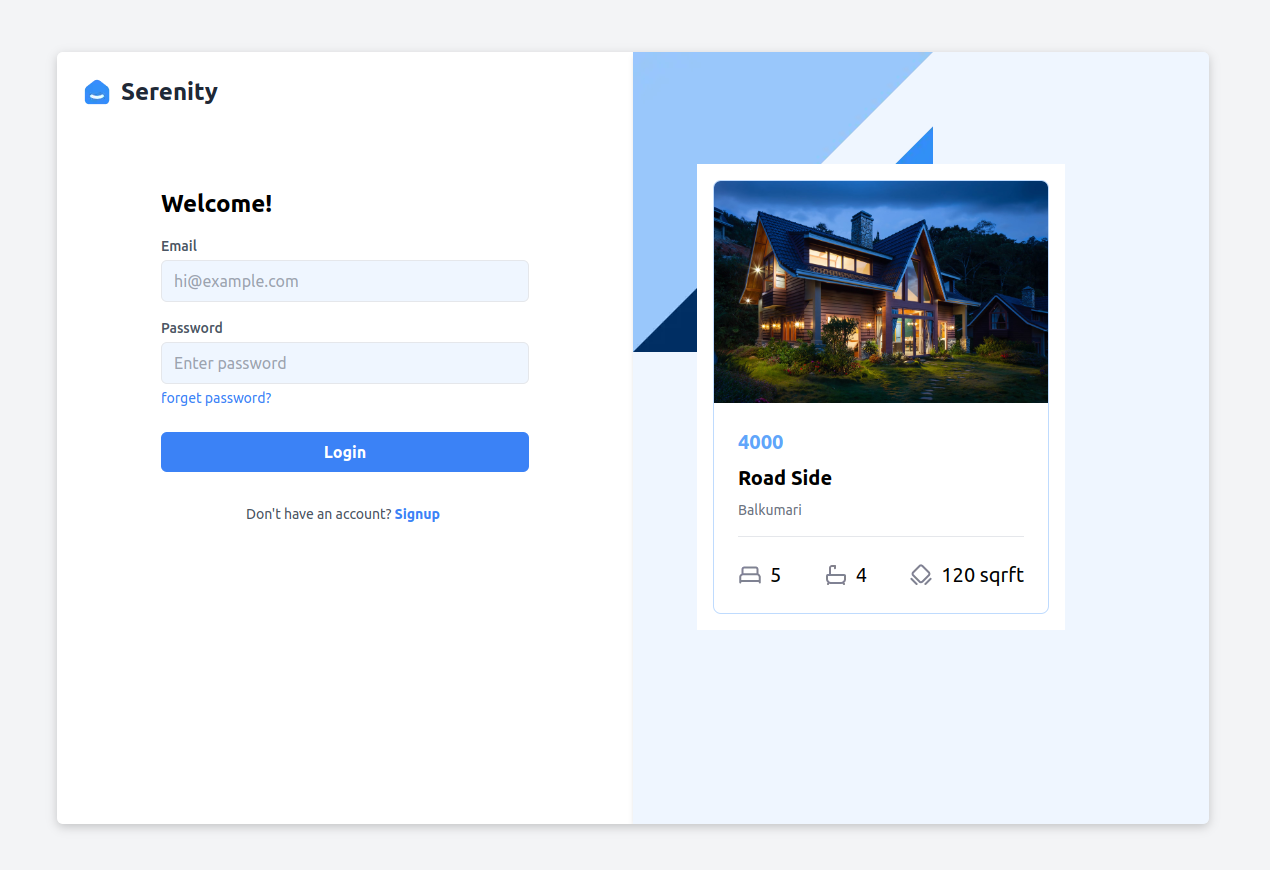 Serenity
Welcome!
Email
hi@example.com
Password
Enter password
forget password?
Login
Don't have an account? Signup
4000
Road Side
Balkumari
5 4 120 sqrft